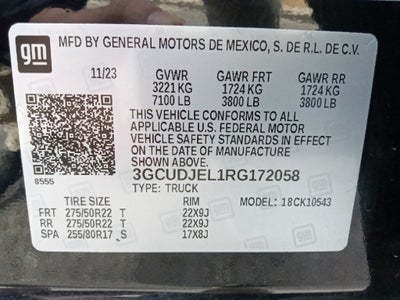 gm MFD BY GENERAL MOTORS DE MEXICO, S. DE R.L. DE C.V.
11/23 GVWR GAWR FRT GAWR RR
3221 KG 1724 KG 1724 KG
7100 LB 3800 LB 3800 LB
THIS VEHICLE CONFORMS TO ALL
APPLICABLE U.S. FEDERAL MOTOR
VEHICLE SAFETY STANDARDS IN EFFECT
ON THE DATE OF MANUFACTURE
SHOWN ABOVE.
8555 3GCUDJEL1RG172058
TYPE: TRUCK
TIRE SIZE RIM MODEL: 18CK10543
FRT 275/50R22 T 22X9J
RR 275/50R22 T 22X9J
SPA 255/80R17 S 17X8J